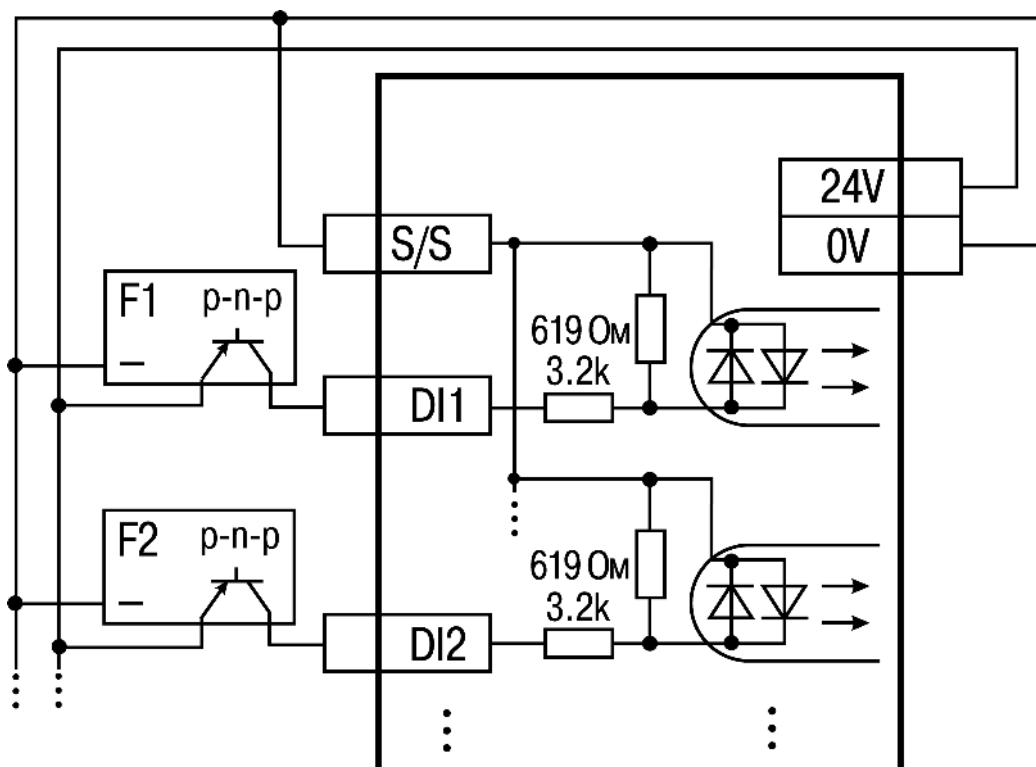 24V
0V
S/S
F1 p-n-p
−
619 Ом
3.2k
DI1
F2 p-n-p
−
619 Ом
3.2k
DI2